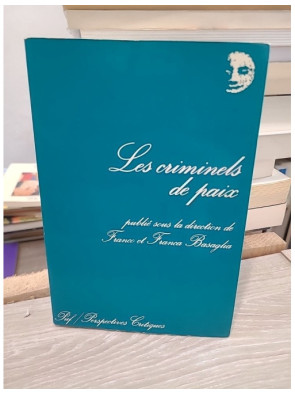 Les criminels
de paix
publié sous la direction de
Franco et Franca Basaglia
Puf // Perspectives Critiques